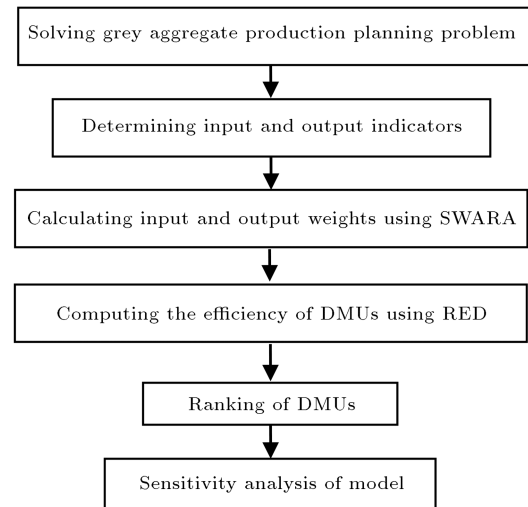 Solving grey aggregate production planning problem
Determining input and output indicators
Calculating input and output weights using SWARA
Computing the efficiency of DMUs using RED
Ranking of DMUs
Sensitivity analysis of model